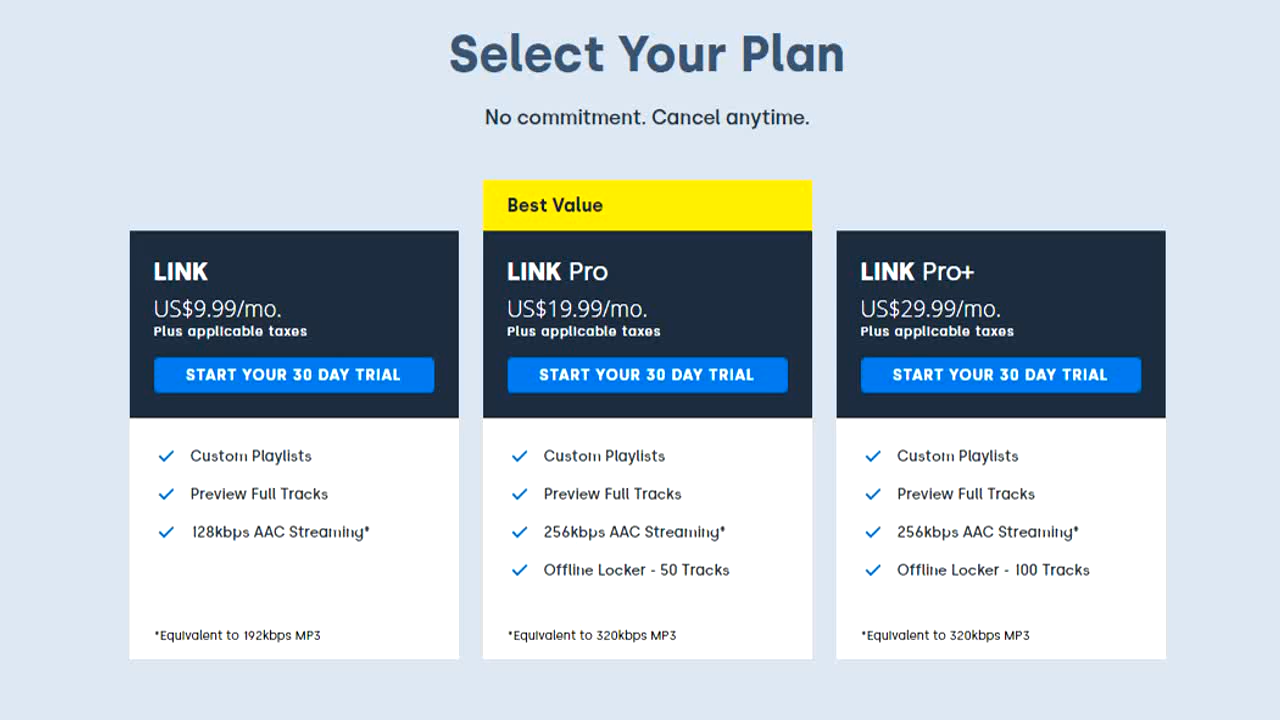 Select Your Plan
No commitment. Cancel anytime.
LINK
US$9.99/mo.
Plus applicable taxes
START YOUR 30 DAY TRIAL
Custom Playlists
Preview Full Tracks
128kbps AAC Streaming*
*Equivalent to 192kbps MP3
Best Value
LINK Pro
US$19.99/mo.
Plus applicable taxes
START YOUR 30 DAY TRIAL
Custom Playlists
Preview Full Tracks
256kbps AAC Streaming*
Offline Locker - 50 Tracks
*Equivalent to 320kbps MP3
LINK Pro+
US$29.99/mo.
Plus applicable taxes
START YOUR 30 DAY TRIAL
Custom Playlists
Preview Full Tracks
256kbps AAC Streaming*
Offline Locker - 100 Tracks
*Equivalent to 320kbps MP3